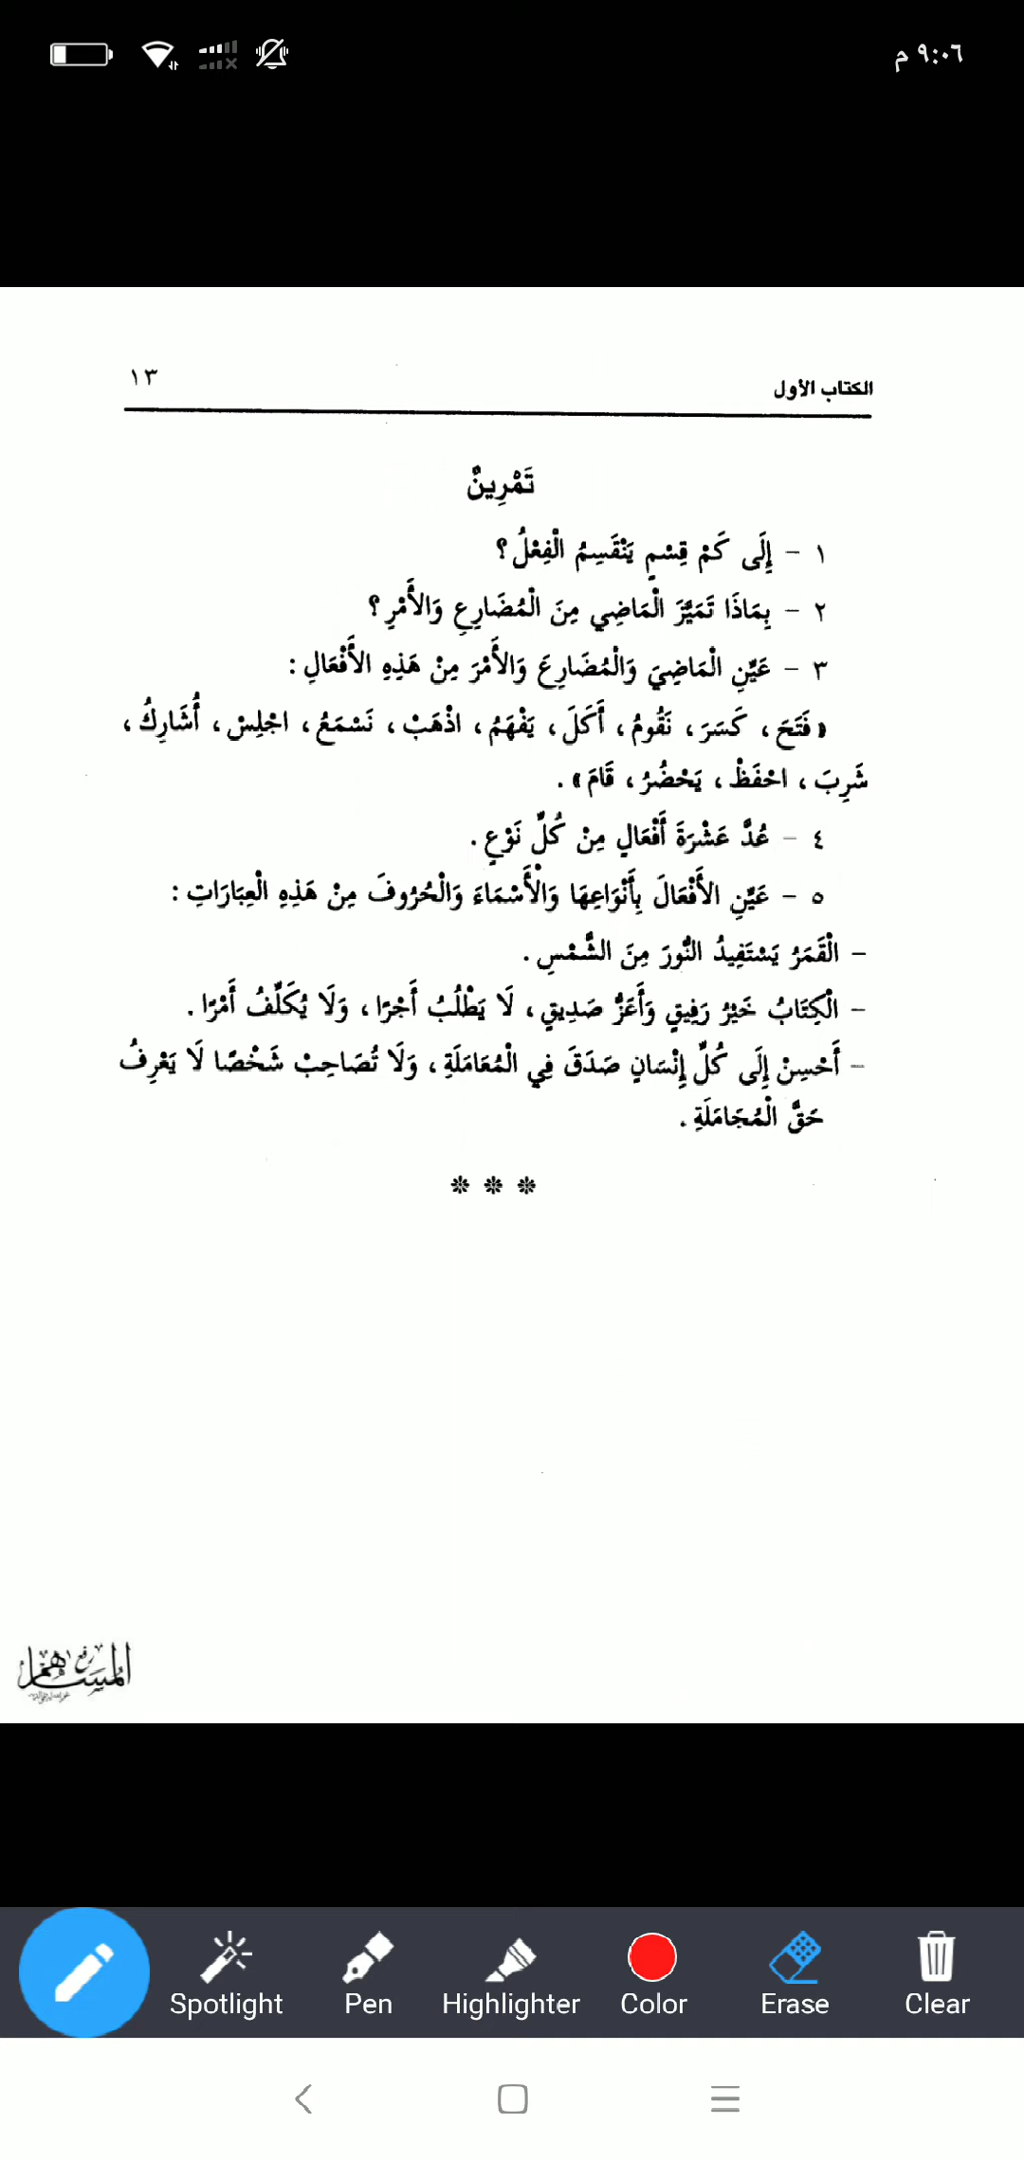 ٩:٠٦ م
الكتاب الأول
١٣
تَمْرِينٌ
١ - إِلَى كَمْ قِسْمٍ يَنْقَسِمُ الْفِعْلُ؟
٢ - بِمَاذَا تَمَيَّزَ الْمَاضِي مِنَ الْمُضَارِعِ وَالأَمْرِ؟
٣ - عَيِّنِ الْمَاضِيَ وَالْمُضَارِعَ وَالأَمْرَ مِنْ هَذِهِ الأَفْعَالِ :
« فَتَحَ ، كَسَرَ ، نَقُومُ ، أَكَلَ ، يَفْهَمُ ، اذْهَبْ ، نَسْمَعُ ، اجْلِسْ ، أُشَارِكُ ،
شَرِبَ ، احْفَظْ ، يَحْضُرُ ، قَامَ» .
٤ - عُدَّ عَشْرَةَ أَفْعَالٍ مِنْ كُلِّ نَوْعٍ .
٥ - عَيِّنِ الأَفْعَالَ بِأَنْوَاعِهَا وَالْأَسْمَاءَ وَالْحُرُوفَ مِنْ هَذِهِ الْعِبَارَاتِ :
- الْقَمَرُ يَسْتَفِيدُ النُّورَ مِنَ الشَّمْسِ .
- الْكِتَابُ خَيْرُ رَفِيقٍ وَأَعَزُّ صَدِيقٍ ، لَا يَطْلُبُ أَجْرًا ، وَلَا يُكَلِّفُ أَمْرًا .
- أَحْسِنْ إِلَى كُلِّ إِنْسَانٍ صَدَقَ فِي الْمُعَامَلَةِ ، وَلَا تُصَاحِبْ شَخْصًا لَا يَعْرِفُ
حَقَّ الْمُجَامَلَةِ .
Spotlight Pen Highlighter Color Erase Clear